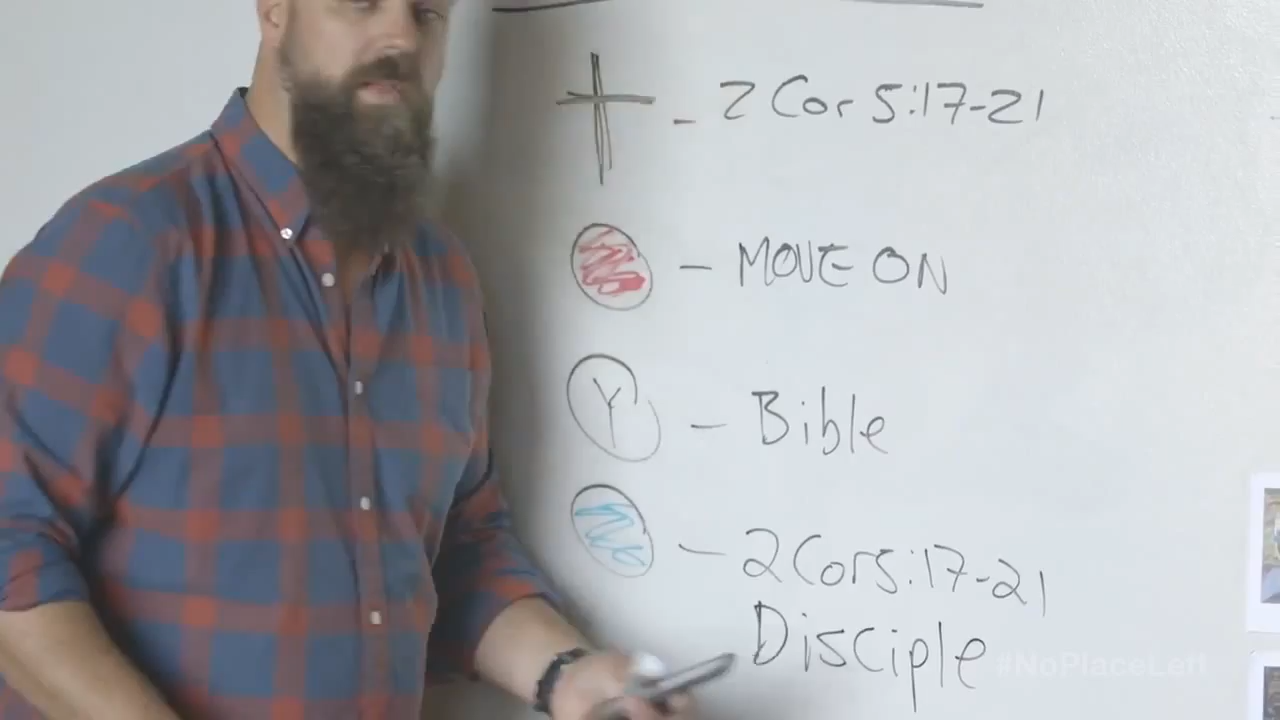 - 2 Cor 5:17-21
- MOVE ON
Y - Bible
- 2 Cor 5:17-21
Disciple
#NoPlaceLeft